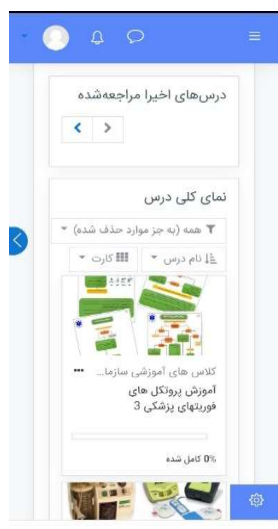 درس‌های اخیرا مراجعه‌شده
نمای کلی درس
همه (به جز موارد حذف شده)
نام درس
کارت
کلاس های آموزشی سازما...
آموزش پروتکل های
فوریتهای پزشکی 3
0% کامل شده